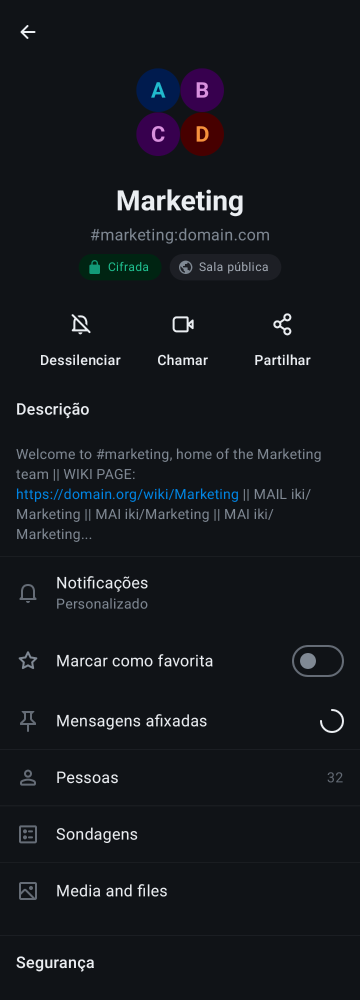 A B
C D
Marketing
#marketing:domain.com
Cifrada Sala pública
Dessilenciar Chamar Partilhar
Descrição
Welcome to #marketing, home of the Marketing
team || WIKI PAGE:
https://domain.org/wiki/Marketing || MAIL iki/
Marketing || MAI iki/Marketing || MAI iki/
Marketing...
Notificações
Personalizado
Marcar como favorita
Mensagens afixadas
Pessoas 32
Sondagens
Media and files
Segurança